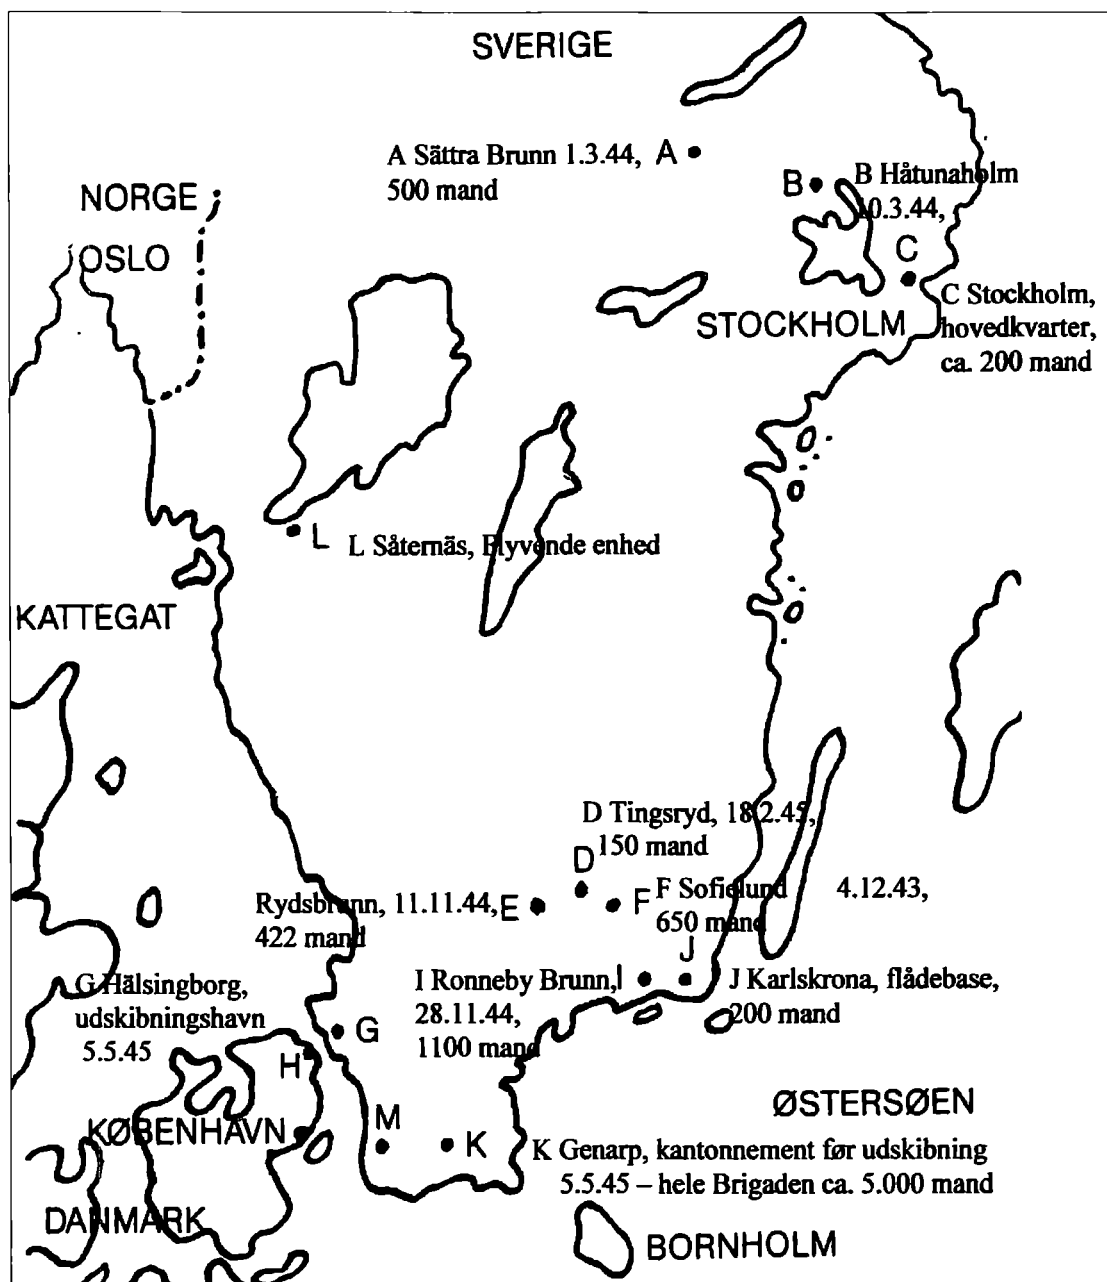 SVERIGE
A Sättra Brunn 1.3.44,
500 mand
A
B
B Håtunaholm
10.3.44,
NORGE
OSLO
C
C Stockholm,
hovedkvarter,
ca. 200 mand
STOCKHOLM
L
L Såternäs, Flyvende enhed
KATTEGAT
D Tingsryd, 18.2.45,
150 mand
D
Rydsbrunn, 11.11.44,
422 mand
E
F
F Sofielund 4.12.43,
650 mand
G Hälsingborg,
udskibningshavn
5.5.45
G
I Ronneby Brunn,
28.11.44,
1100 mand
I
J
J Karlskrona, flådebase,
200 mand
H
KØBENHAVN
M
K
ØSTERSØEN
K Genarp, kantonnement før udskibning
5.5.45 – hele Brigaden ca. 5.000 mand
DANMARK
BORNHOLM